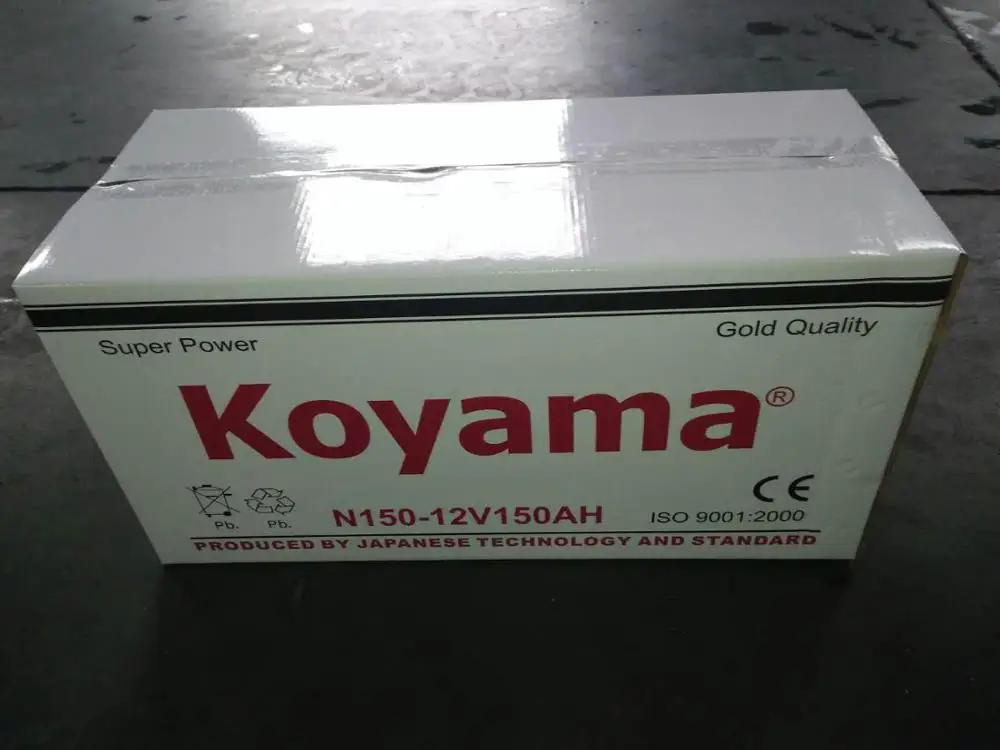 Super Power
Gold Quality
Koyama®
CE
Pb. Pb.
N150-12V150AH
ISO 9001:2000
PRODUCED BY JAPANESE TECHNOLOGY AND STANDARD